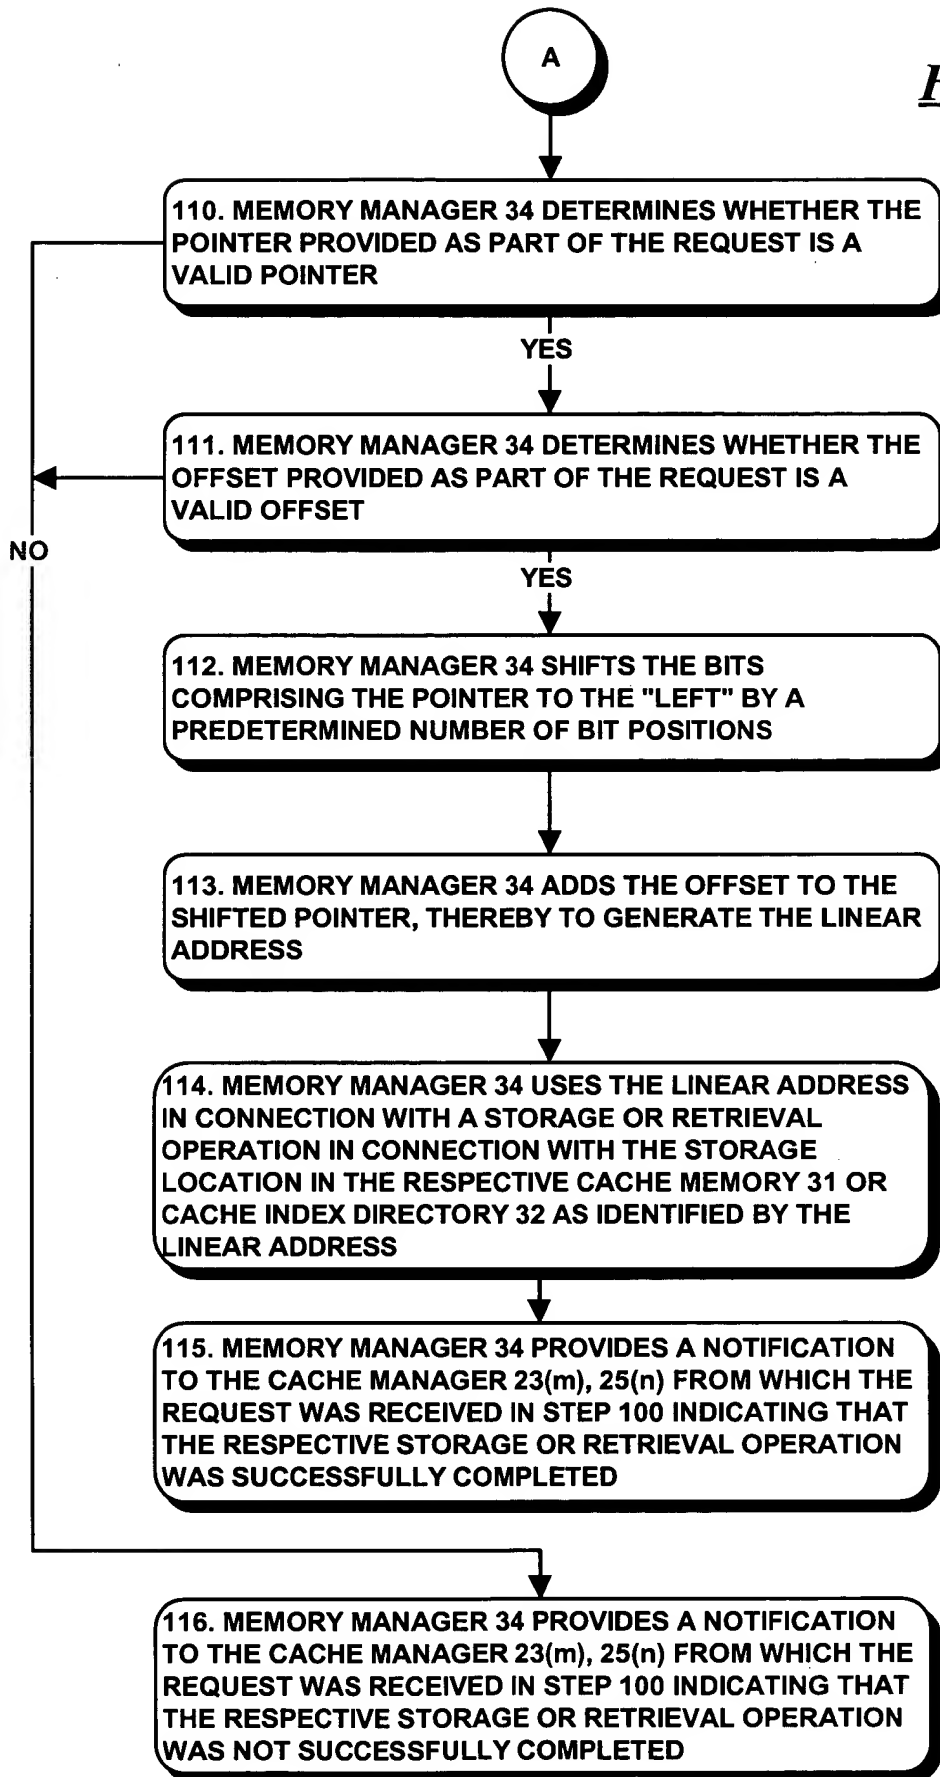 A
110. MEMORY MANAGER 34 DETERMINES WHETHER THE
POINTER PROVIDED AS PART OF THE REQUEST IS A
VALID POINTER
YES
111. MEMORY MANAGER 34 DETERMINES WHETHER THE
OFFSET PROVIDED AS PART OF THE REQUEST IS A
VALID OFFSET
NO
YES
112. MEMORY MANAGER 34 SHIFTS THE BITS
COMPRISING THE POINTER TO THE "LEFT" BY A
PREDETERMINED NUMBER OF BIT POSITIONS
113. MEMORY MANAGER 34 ADDS THE OFFSET TO THE
SHIFTED POINTER, THEREBY TO GENERATE THE LINEAR
ADDRESS
114. MEMORY MANAGER 34 USES THE LINEAR ADDRESS
IN CONNECTION WITH A STORAGE OR RETRIEVAL
OPERATION IN CONNECTION WITH THE STORAGE
LOCATION IN THE RESPECTIVE CACHE MEMORY 31 OR
CACHE INDEX DIRECTORY 32 AS IDENTIFIED BY THE
LINEAR ADDRESS
115. MEMORY MANAGER 34 PROVIDES A NOTIFICATION
TO THE CACHE MANAGER 23(m), 25(n) FROM WHICH THE
REQUEST WAS RECEIVED IN STEP 100 INDICATING THAT
THE RESPECTIVE STORAGE OR RETRIEVAL OPERATION
WAS SUCCESSFULLY COMPLETED
116. MEMORY MANAGER 34 PROVIDES A NOTIFICATION
TO THE CACHE MANAGER 23(m), 25(n) FROM WHICH THE
REQUEST WAS RECEIVED IN STEP 100 INDICATING THAT
THE RESPECTIVE STORAGE OR RETRIEVAL OPERATION
WAS NOT SUCCESSFULLY COMPLETED